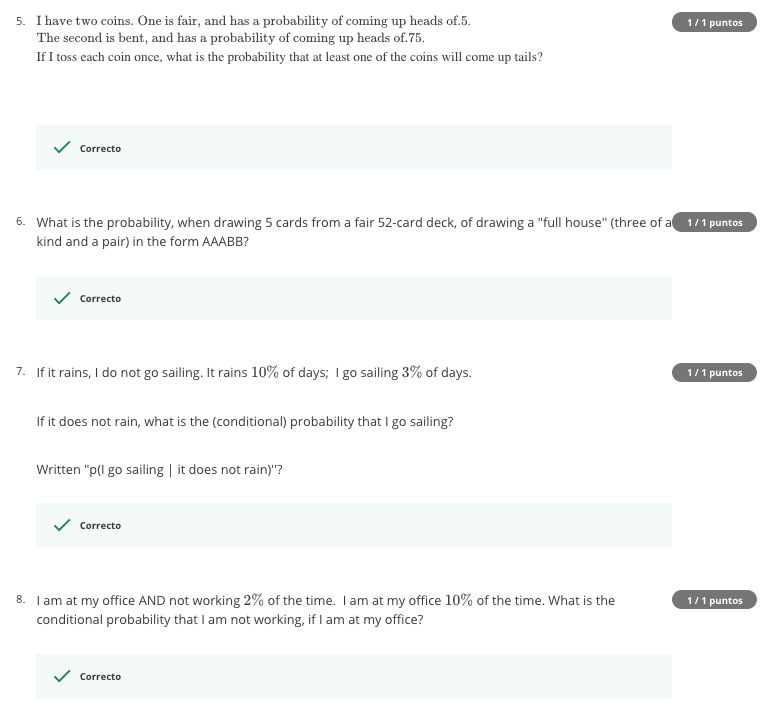 5. I have two coins. One is fair, and has a probability of coming up heads of.5.
1 / 1 puntos
The second is bent, and has a probability of coming up heads of.75.
If I toss each coin once, what is the probability that at least one of the coins will come up tails?
Correcto
6. What is the probability, when drawing 5 cards from a fair 52-card deck, of drawing a "full house" (three of a
1 / 1 puntos
kind and a pair) in the form AAABB?
Correcto
7. If it rains, I do not go sailing. It rains 10% of days; I go sailing 3% of days.
1 / 1 puntos
If it does not rain, what is the (conditional) probability that I go sailing?
Written "p(I go sailing | it does not rain)"?
Correcto
8. I am at my office AND not working 2% of the time. I am at my office 10% of the time. What is the
1 / 1 puntos
conditional probability that I am not working, if I am at my office?
Correcto